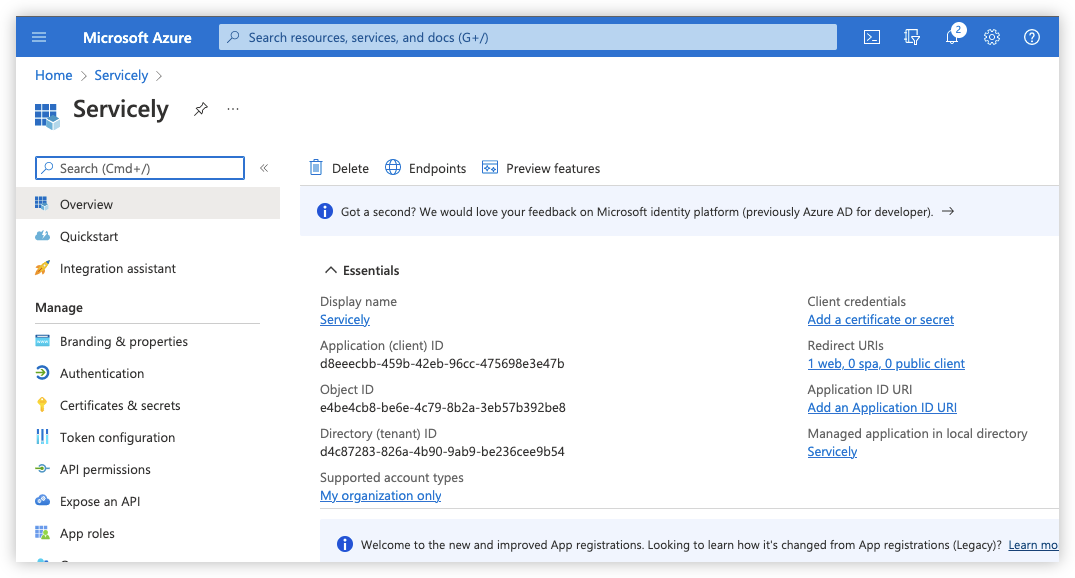 Microsoft Azure
Search resources, services, and docs (G+/)
2
Home > Servicely >
Servicely
...
Search (Cmd+/)
«
Delete
Endpoints
Preview features
Overview
Quickstart
Integration assistant
Manage
Branding & properties
Authentication
Certificates & secrets
Token configuration
API permissions
Expose an API
App roles
Got a second? We would love your feedback on Microsoft identity platform (previously Azure AD for developer). →
Essentials
Display name
Servicely
Application (client) ID
d8eeecbb-459b-42eb-96cc-475698e3e47b
Object ID
e4be4cb8-be6e-4c79-8b2a-3eb57b392be8
Directory (tenant) ID
d4c87283-826a-4b90-9ab9-be236cee9b54
Supported account types
My organization only
Client credentials
Add a certificate or secret
Redirect URIs
1 web, 0 spa, 0 public client
Application ID URI
Add an Application ID URI
Managed application in local directory
Servicely
Welcome to the new and improved App registrations. Looking to learn how it's changed from App registrations (Legacy)? Learn mo